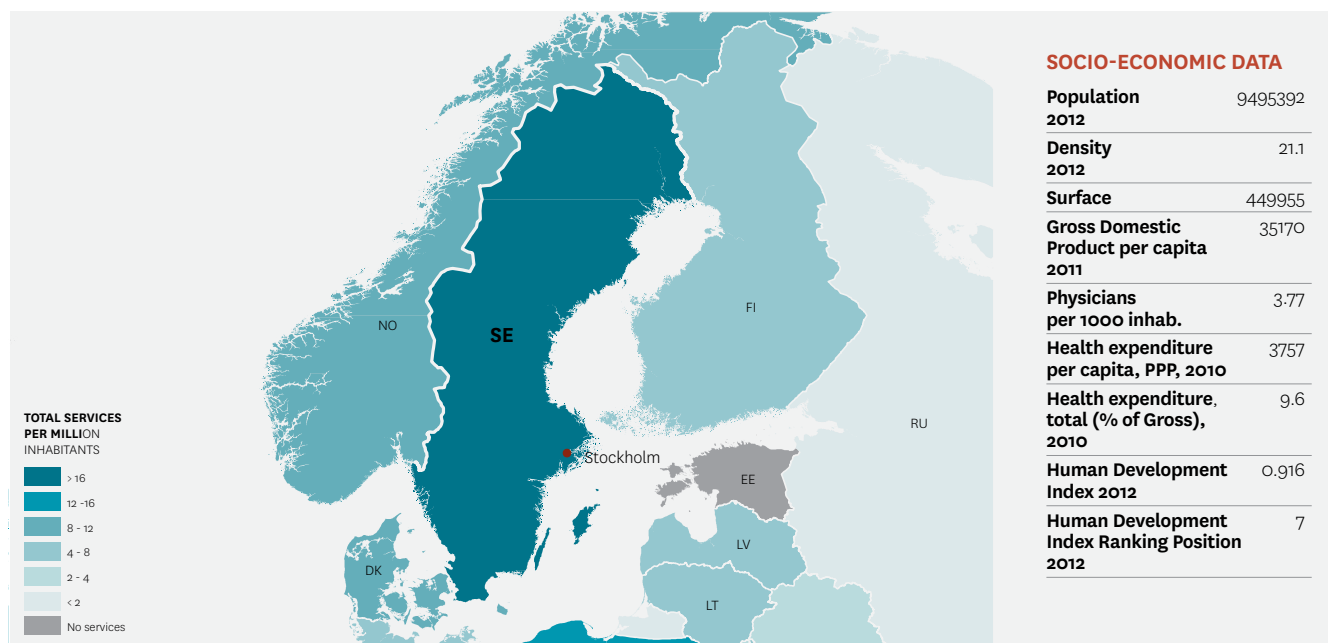 SOCIO-ECONOMIC DATA
Population 9495392
2012
Density 21.1
2012
Surface 449955
Gross Domestic 35170
Product per capita
2011
Physicians 3.77
per 1000 inhab.
Health expenditure 3757
per capita, PPP, 2010
Health expenditure, 9.6
total (% of Gross),
2010
Human Development 0.916
Index 2012
Human Development 7
Index Ranking Position
2012
NO
SE
FI
RU
Stockholm
EE
LV
DK
LT
TOTAL SERVICES
PER MILLION
INHABITANTS
> 16
12 -16
8 - 12
4 - 8
2 - 4
< 2
No services